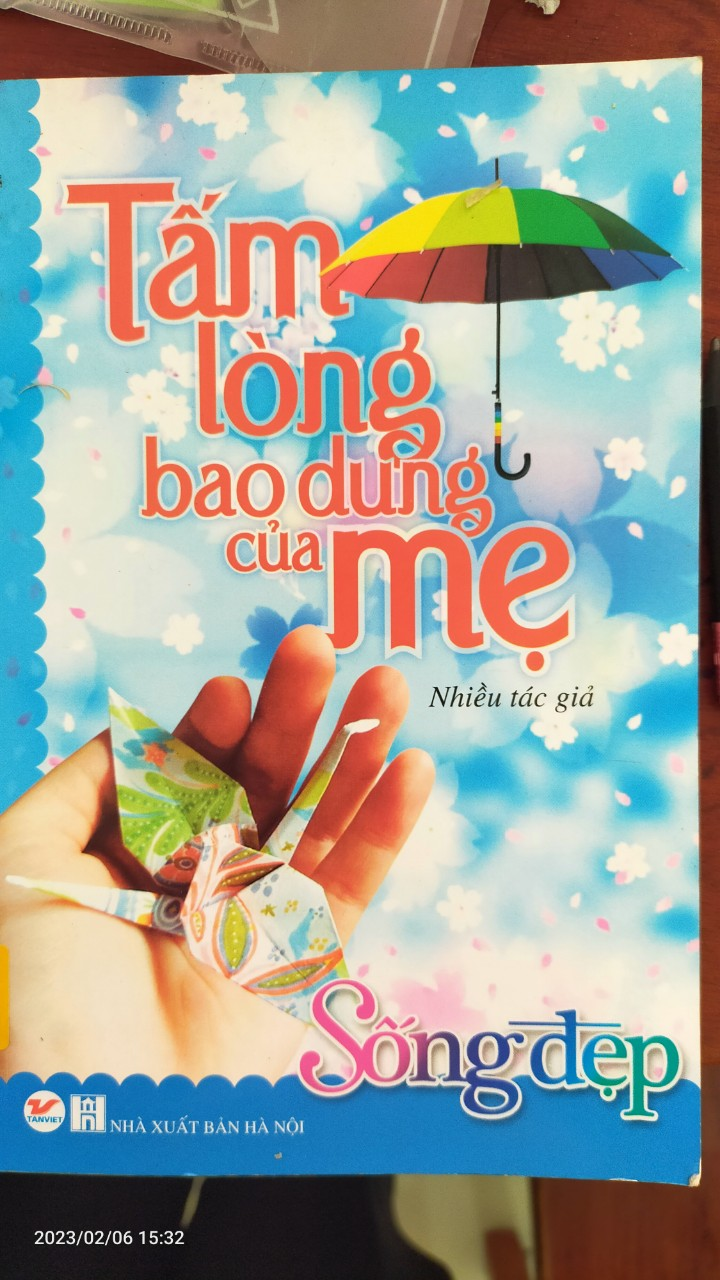 Tấm
lòng
bao dung
của mẹ
Nhiều tác giả
Sống đẹp
TANVIET
NHÀ XUẤT BẢN HÀ NỘI
2023/02/06 15:32